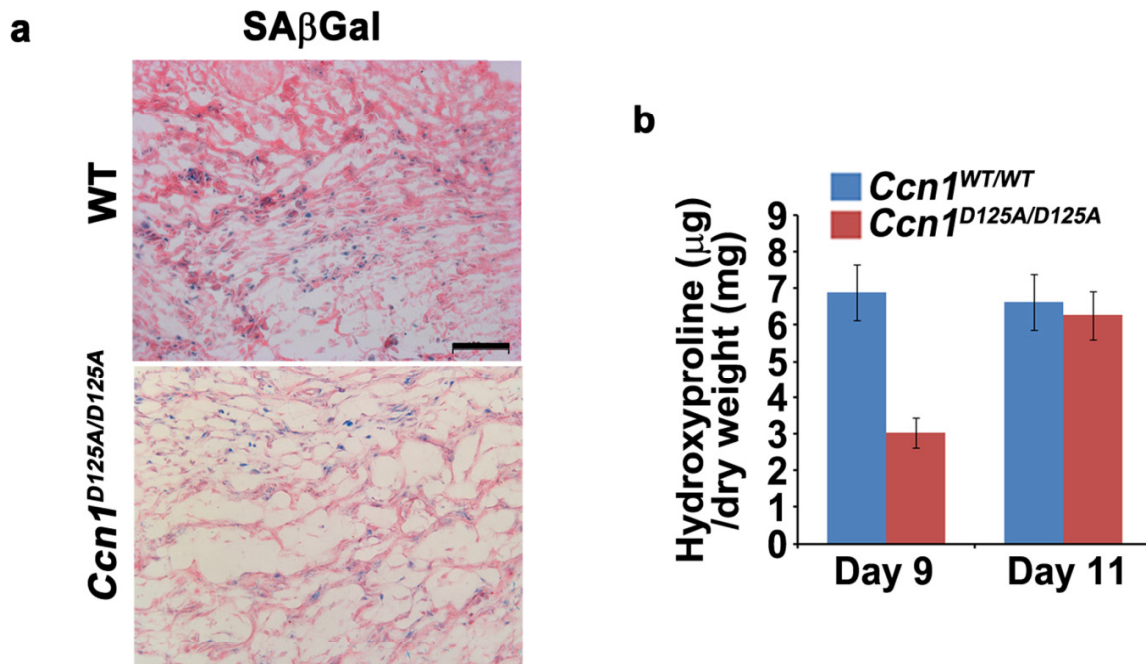 a
SAβGal
WT
Ccn1D125A/D125A
b
Ccn1WT/WT
Ccn1D125A/D125A
Hydroxyproline (μg)
/dry weight (mg)
9
8
7
6
5
4
3
2
1
0
Day 9
Day 11